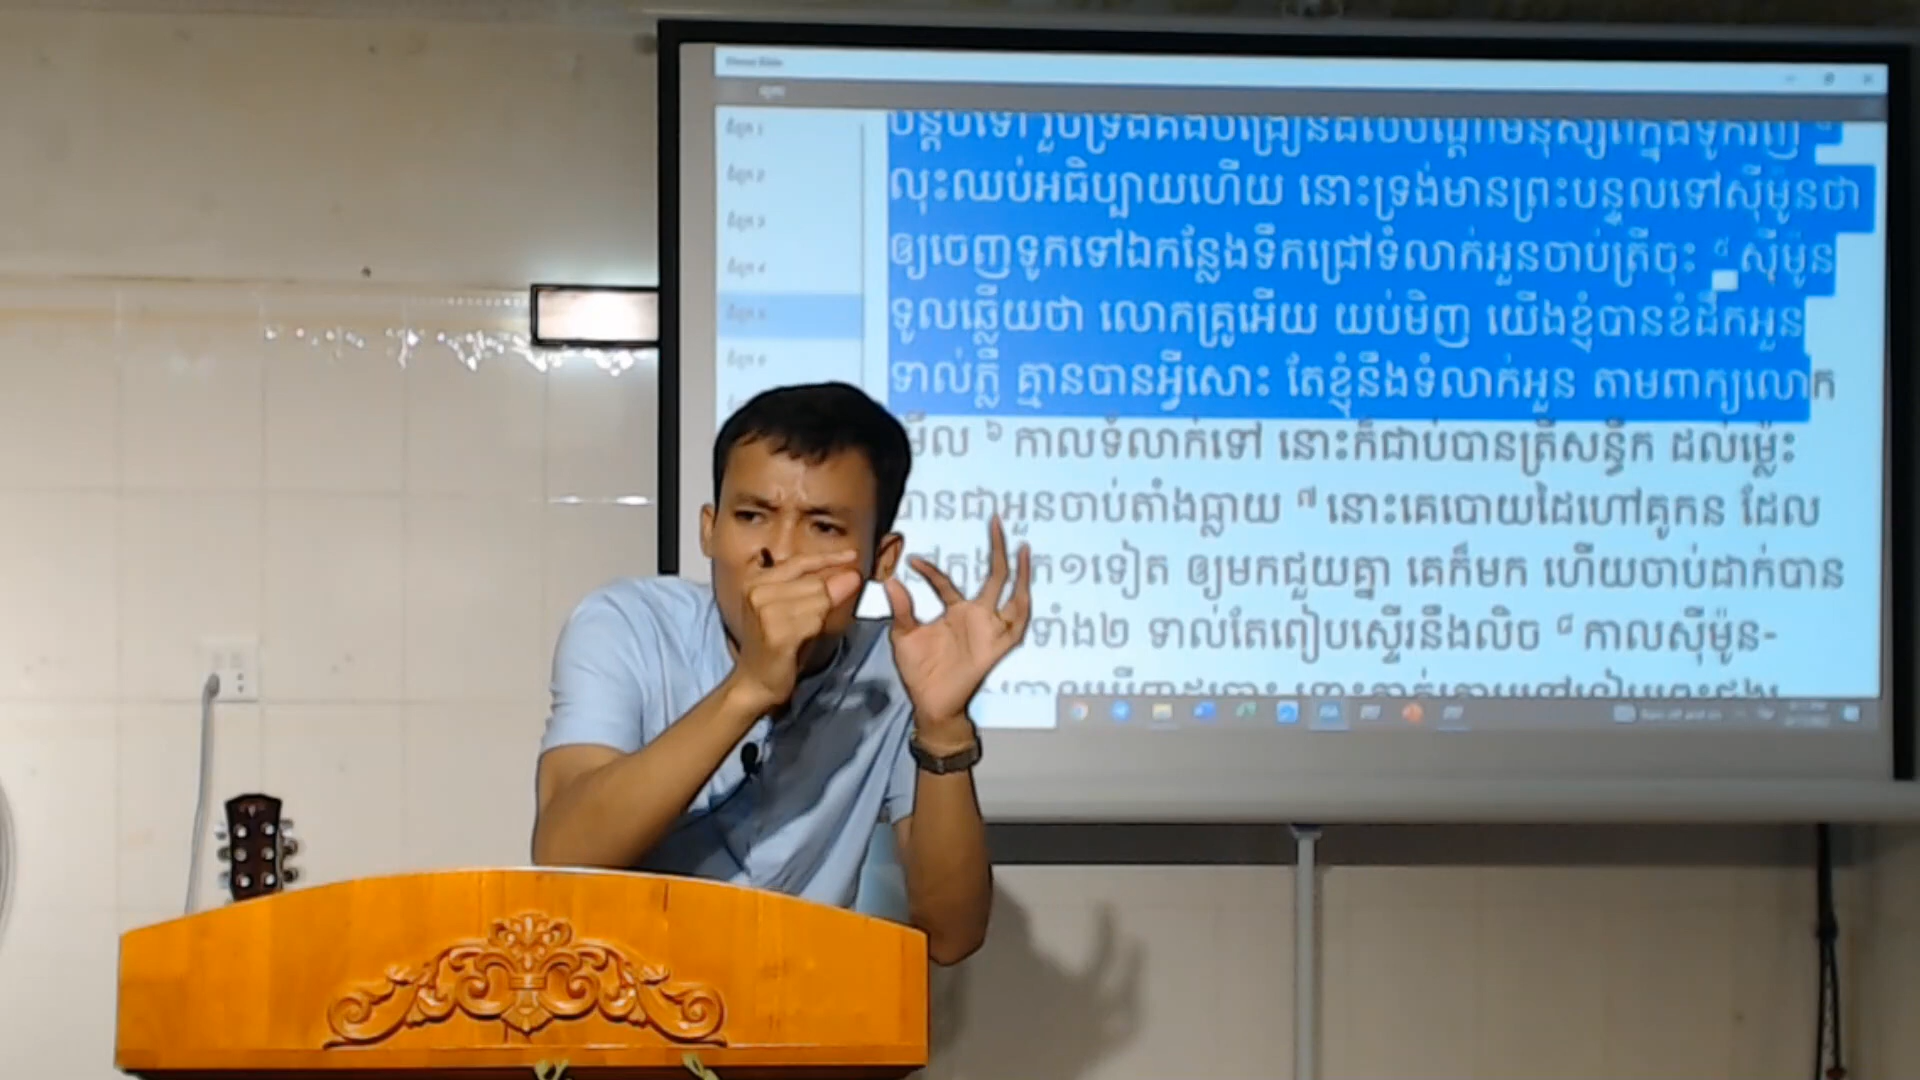 លុះឈប់អធិប្បាយហើយ នោះទ្រង់មានព្រះបន្ទូលទៅស៊ីម៉ូនថា
ឲ្យចេញទូកទៅឯកន្លែងទឹកជ្រៅទំលាក់អួនចាប់ត្រីចុះ ៥ ស៊ីម៉ូន
ទូលឆ្លើយថា លោកគ្រូអើយ យប់មិញ យើងខ្ញុំបានខំដឹកអួន
ទាល់ភ្លឺ គ្មានបានអ្វីសោះ តែខ្ញុំនឹងទំលាក់អួន តាមពាក្យលោក
៦ កាលទំលាក់ទៅ នោះក៏ជាប់បានត្រីសន្ធឹក ដល់ម៉្លេះ
បានជាអួនចាប់តាំងធ្លាយ ៧ នោះគេបោយដៃហៅគូកន ដែល
១ទៀត ឲ្យមកជួយគ្នា គេក៏មក ហើយចាប់ដាក់បាន
ទាំង២ ទាល់តែពៀបស្ទើរនឹងលិច ៨ កាលស៊ីម៉ូន-